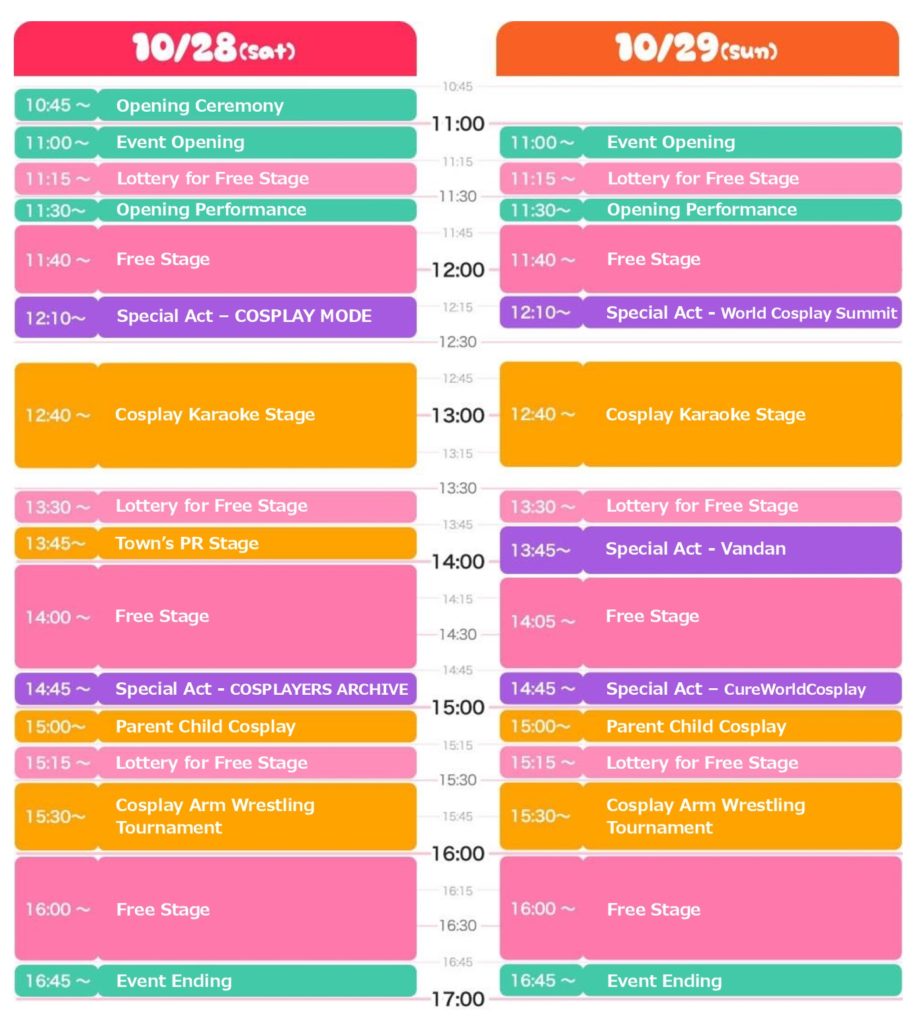 10/28(sat)
10:45 ~ Opening Ceremony
11:00~ Event Opening
11:15 ~ Lottery for Free Stage
11:30~ Opening Performance
11:40 ~ Free Stage
12:10~ Special Act – COSPLAY MODE
12:40 ~ Cosplay Karaoke Stage
13:30 ~ Lottery for Free Stage
13:45~ Town’s PR Stage
14:00 ~ Free Stage
14:45 ~ Special Act - COSPLAYERS ARCHIVE
15:00~ Parent Child Cosplay
15:15 ~ Lottery for Free Stage
15:30~ Cosplay Arm Wrestling
Tournament
16:00 ~ Free Stage
16:45 ~ Event Ending
10:45
11:00
11:15
11:30
11:45
12:00
12:15
12:30
12:45
13:00
13:15
13:30
13:45
14:00
14:15
14:30
14:45
15:00
15:15
15:30
15:45
16:00
16:15
16:30
16:45
17:00
10/29(sun)
11:00~ Event Opening
11:15 ~ Lottery for Free Stage
11:30~ Opening Performance
11:40 ~ Free Stage
12:10~ Special Act - World Cosplay Summit
12:40 ~ Cosplay Karaoke Stage
13:30 ~ Lottery for Free Stage
13:45~ Special Act - Vandan
14:05 ~ Free Stage
14:45 ~ Special Act – CureWorldCosplay
15:00~ Parent Child Cosplay
15:15 ~ Lottery for Free Stage
15:30~ Cosplay Arm Wrestling
Tournament
16:00 ~ Free Stage
16:45 ~ Event Ending